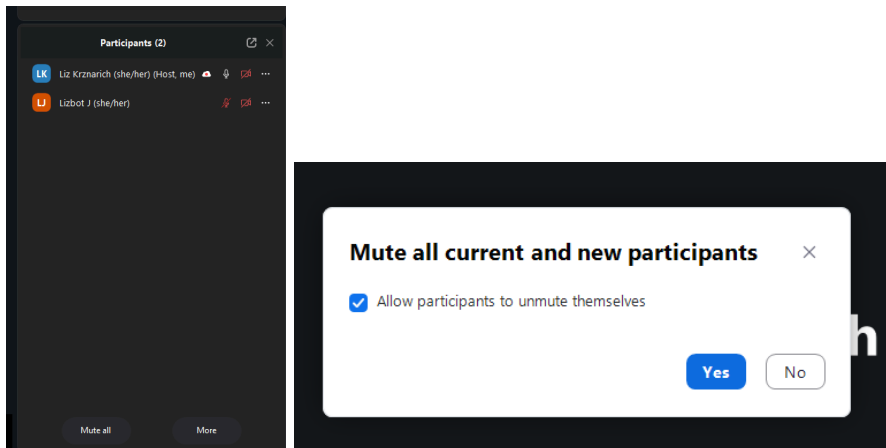 Participants (2)
LK Liz Krznarich (she/her) (Host, me)
LJ Lizbot J (she/her)
Mute all More
Mute all current and new participants
Allow participants to unmute themselves
h
Yes No